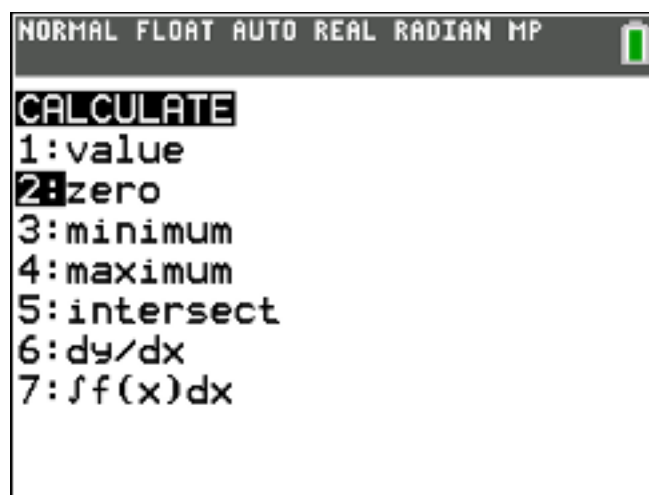 NORMAL FLOAT AUTO REAL RADIAN MP
CALCULATE
1:value
2:zero
3:minimum
4:maximum
5:intersect
6:dy/dx
7:∫f(x)dx